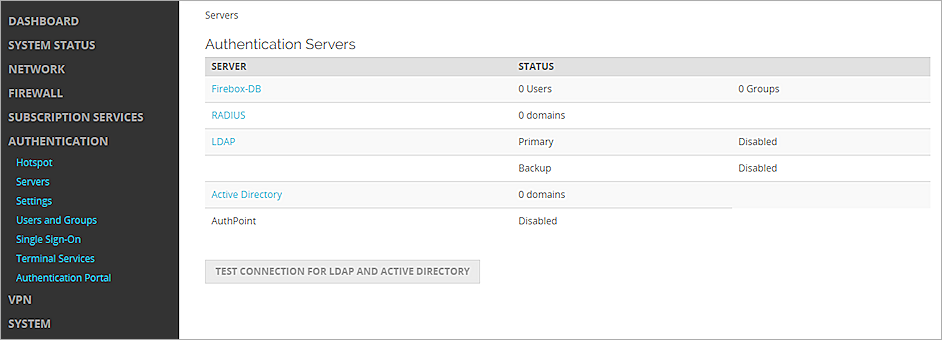 DASHBOARD
SYSTEM STATUS
NETWORK
FIREWALL
SUBSCRIPTION SERVICES
AUTHENTICATION
Hotspot
Servers
Settings
Users and Groups
Single Sign-On
Terminal Services
Authentication Portal
VPN
SYSTEM
Servers
Authentication Servers
SERVER STATUS
Firebox-DB 0 Users 0 Groups
RADIUS 0 domains
LDAP Primary Disabled
Backup Disabled
Active Directory 0 domains
AuthPoint Disabled
TEST CONNECTION FOR LDAP AND ACTIVE DIRECTORY